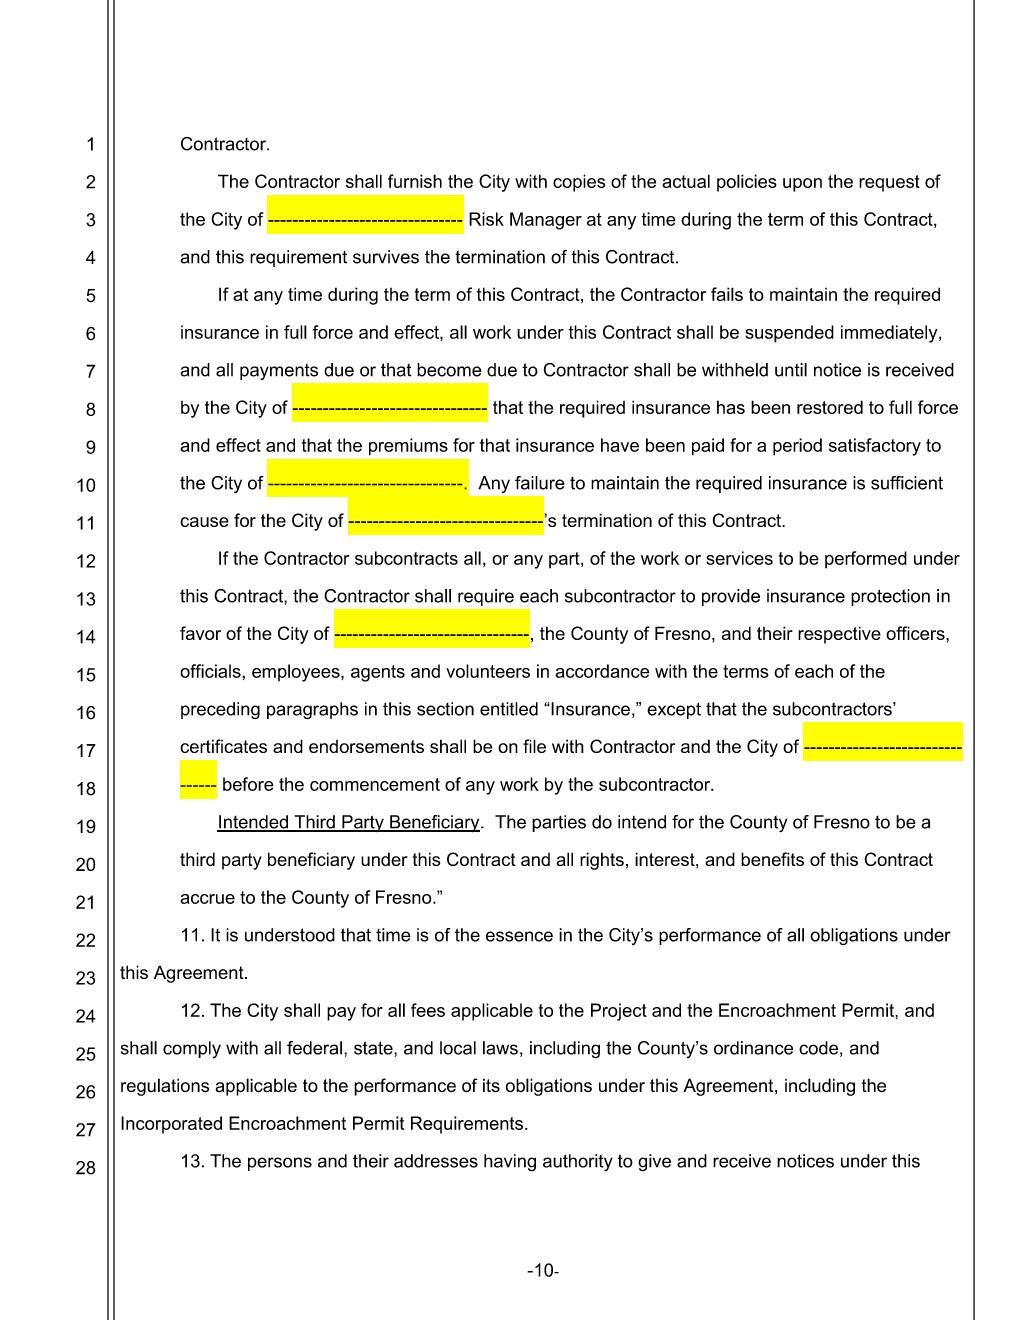 1 Contractor.
2 The Contractor shall furnish the City with copies of the actual policies upon the request of
3 the City of -------------------------------- Risk Manager at any time during the term of this Contract,
4 and this requirement survives the termination of this Contract.
5 If at any time during the term of this Contract, the Contractor fails to maintain the required
6 insurance in full force and effect, all work under this Contract shall be suspended immediately,
7 and all payments due or that become due to Contractor shall be withheld until notice is received
8 by the City of -------------------------------- that the required insurance has been restored to full force
9 and effect and that the premiums for that insurance have been paid for a period satisfactory to
10 the City of --------------------------------. Any failure to maintain the required insurance is sufficient
11 cause for the City of --------------------------------’s termination of this Contract.
12 If the Contractor subcontracts all, or any part, of the work or services to be performed under
13 this Contract, the Contractor shall require each subcontractor to provide insurance protection in
14 favor of the City of --------------------------------, the County of Fresno, and their respective officers,
15 officials, employees, agents and volunteers in accordance with the terms of each of the
16 preceding paragraphs in this section entitled “Insurance,” except that the subcontractors’
17 certificates and endorsements shall be on file with Contractor and the City of --------------------------
18 ------ before the commencement of any work by the subcontractor.
19 Intended Third Party Beneficiary. The parties do intend for the County of Fresno to be a
20 third party beneficiary under this Contract and all rights, interest, and benefits of this Contract
21 accrue to the County of Fresno.”
22 11. It is understood that time is of the essence in the City’s performance of all obligations under
23 this Agreement.
24 12. The City shall pay for all fees applicable to the Project and the Encroachment Permit, and
25 shall comply with all federal, state, and local laws, including the County’s ordinance code, and
26 regulations applicable to the performance of its obligations under this Agreement, including the
27 Incorporated Encroachment Permit Requirements.
28 13. The persons and their addresses having authority to give and receive notices under this
-10-